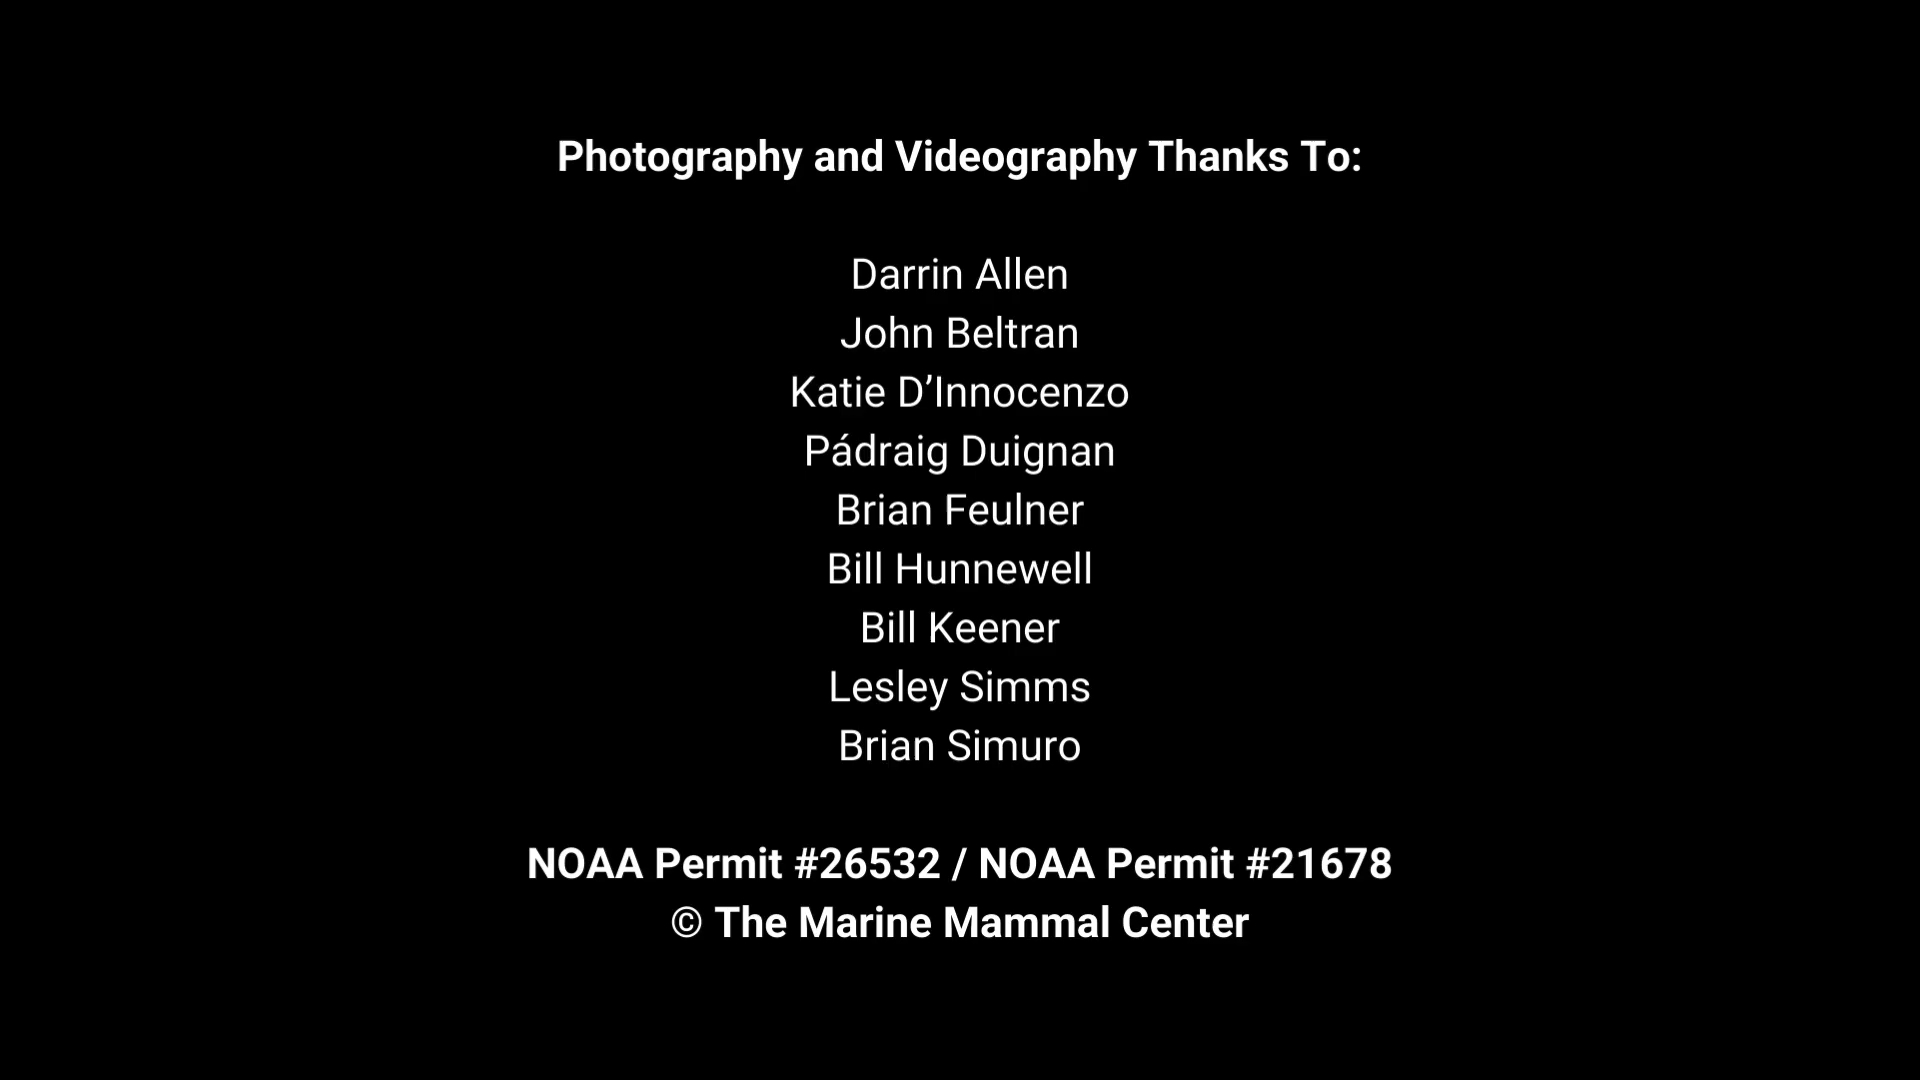 Photography and Videography Thanks To:
Darrin Allen
John Beltran
Katie D’Innocenzo
Pádraig Duignan
Brian Feulner
Bill Hunnewell
Bill Keener
Lesley Simms
Brian Simuro
NOAA Permit #26532 / NOAA Permit #21678
© The Marine Mammal Center